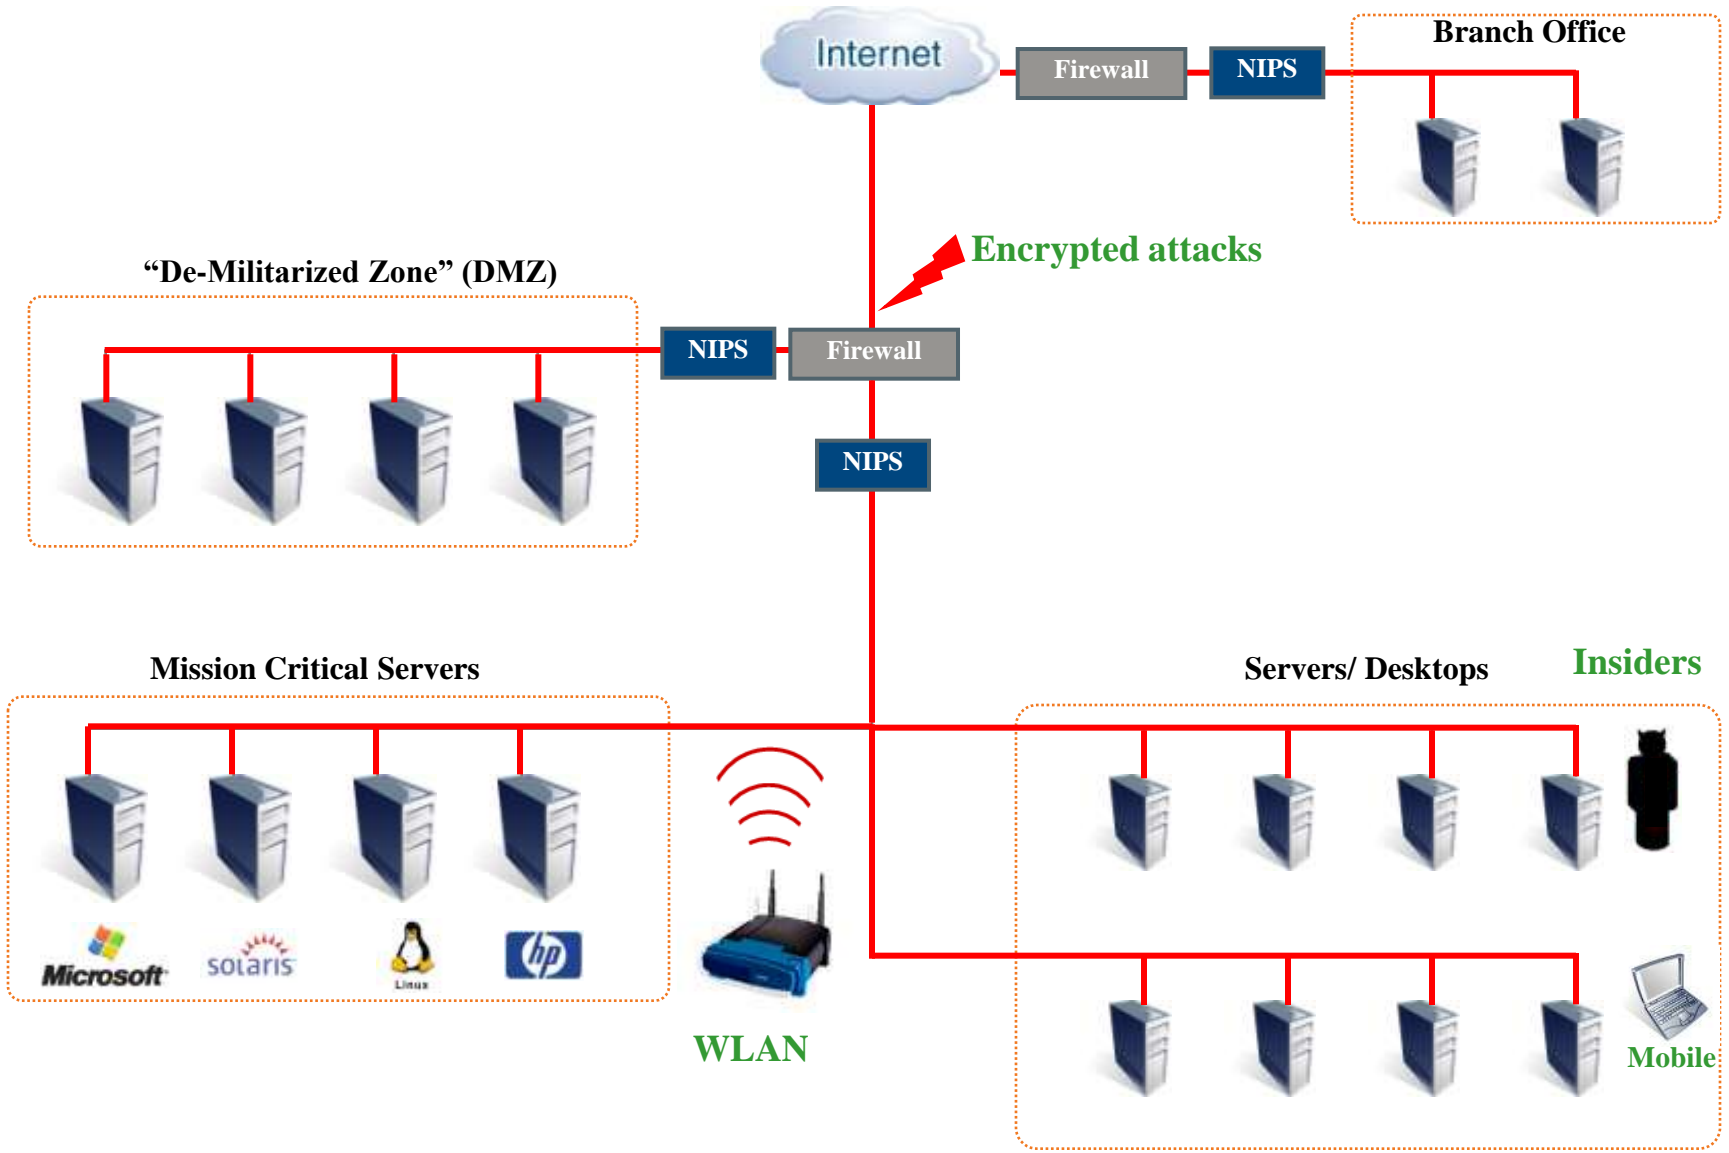 Internet
Firewall
NIPS
Branch Office
Encrypted attacks
“De-Militarized Zone” (DMZ)
NIPS
Firewall
NIPS
Mission Critical Servers
Servers/ Desktops
Insiders
Microsoft
solaris
Linux
hp
WLAN
Mobile